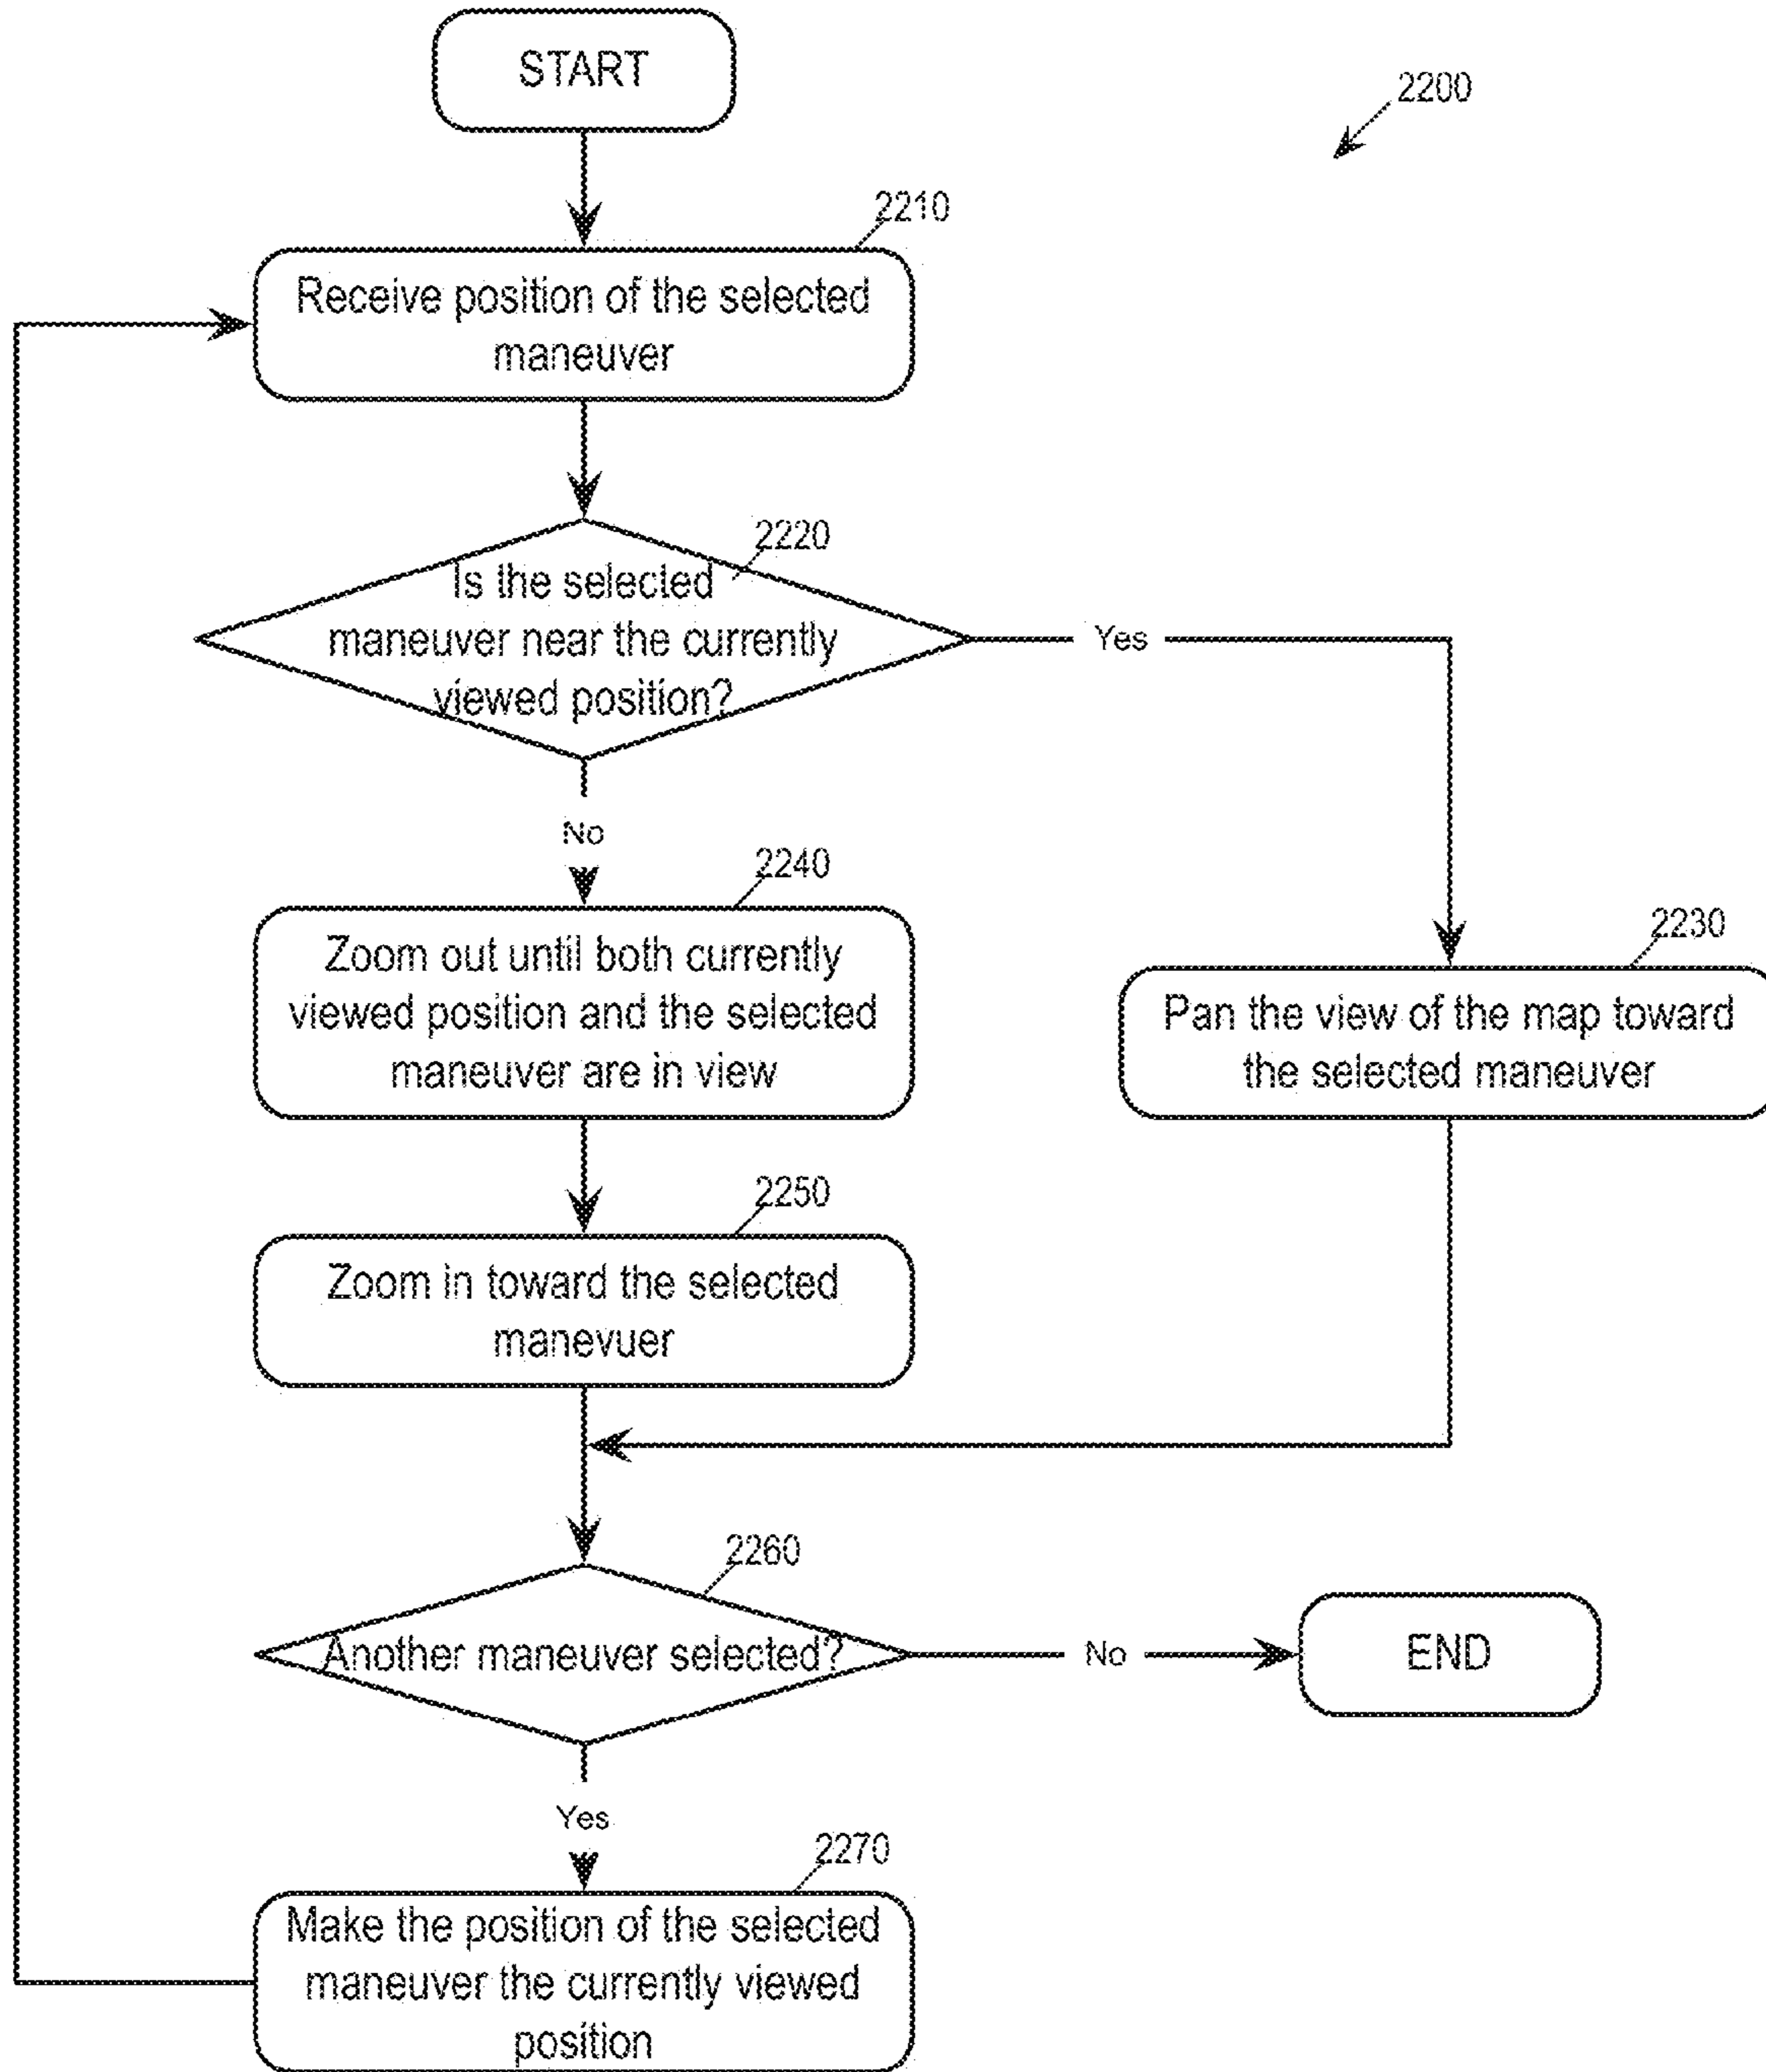 START
2200
2210
Receive position of the selected
maneuver
2220
Is the selected
maneuver near the currently
viewed position?
Yes
No
2240
Zoom out until both currently
viewed position and the selected
maneuver are in view
2230
Pan the view of the map toward
the selected maneuver
2250
Zoom in toward the selected
manevuer
2260
Another maneuver selected?
No
END
Yes
2270
Make the position of the selected
maneuver the currently viewed
position